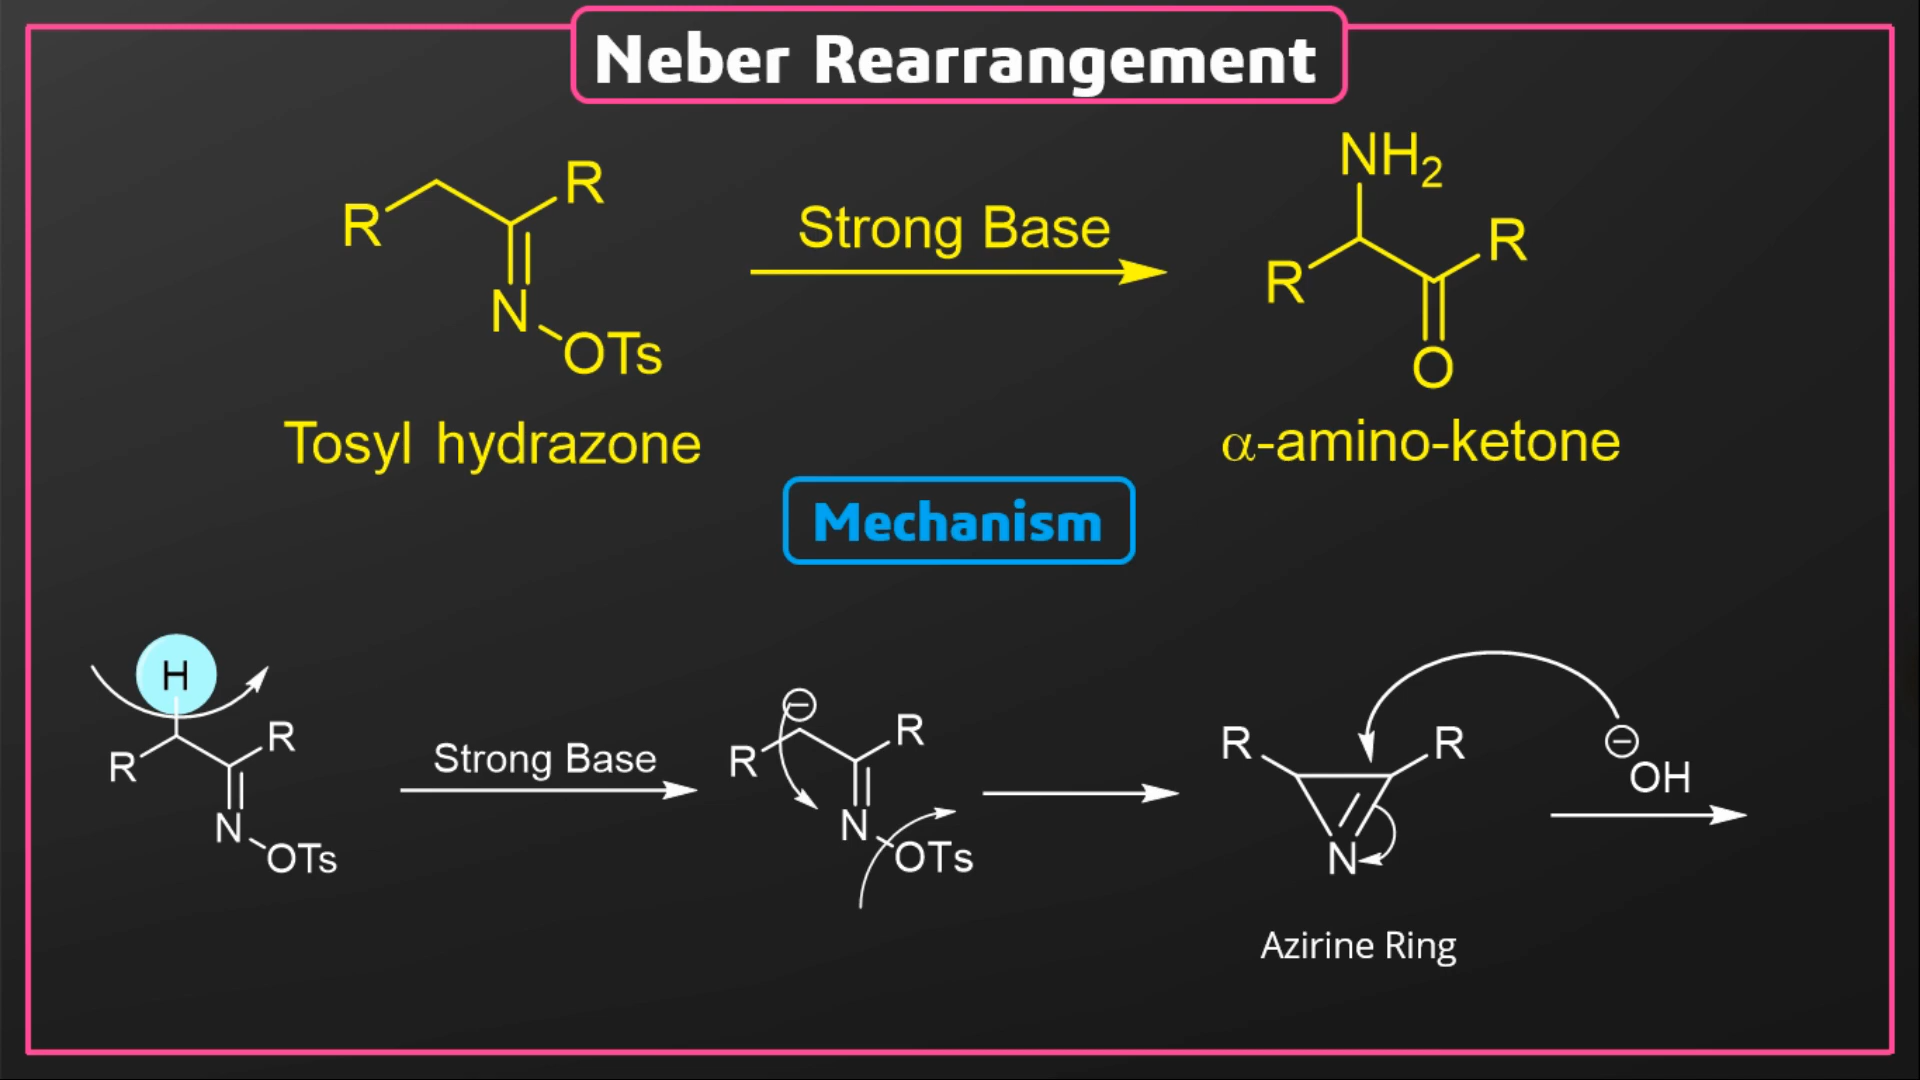 Neber Rearrangement
R
R
N
OTs
Strong Base
NH2
R
R
O
Tosyl hydrazone
α-amino-ketone
Mechanism
H
R
R
N
OTs
Strong Base
⊖
R
R
N
OTs
R
R
N
⊖
OH
Azirine Ring